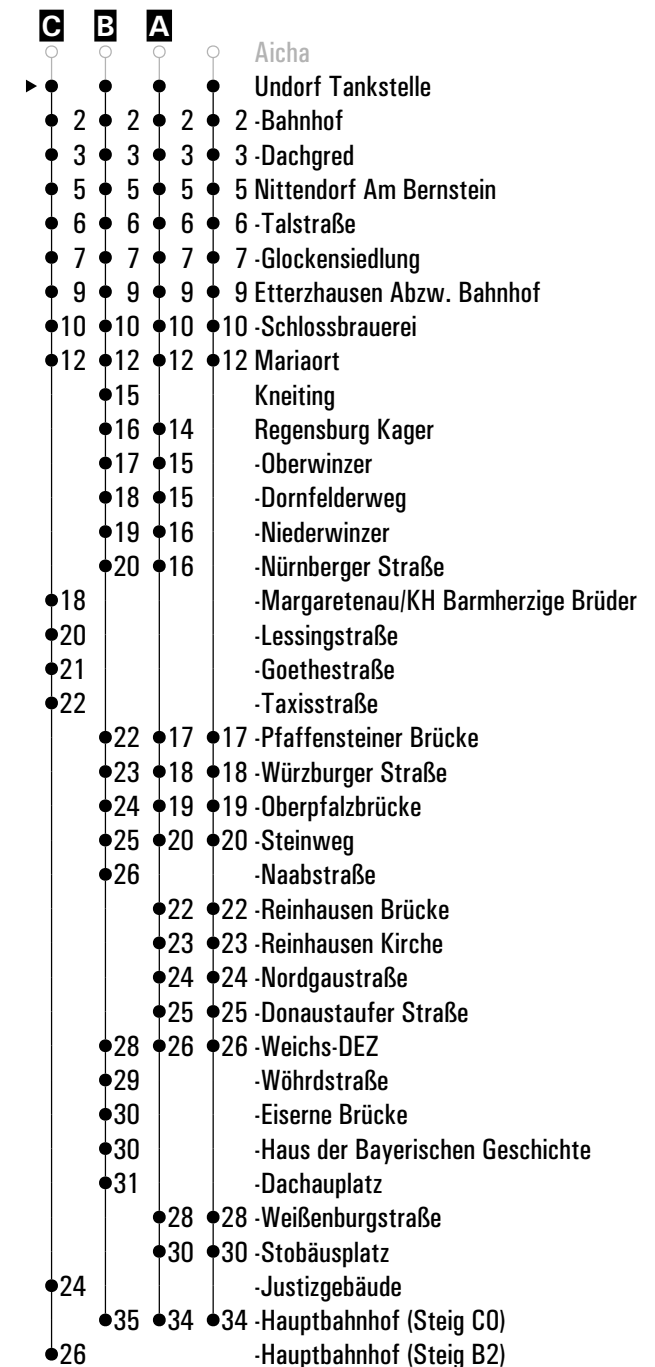 C B A
Aicha
Undorf Tankstelle
2 2 2 2 -Bahnhof
3 3 3 3 -Dachgred
5 5 5 5 Nittendorf Am Bernstein
6 6 6 6 -Talstraße
7 7 7 7 -Glockensiedlung
9 9 9 9 Etterzhausen Abzw. Bahnhof
10 10 10 10 -Schlossbrauerei
12 12 12 12 Mariaort
15 Kneiting
16 14 Regensburg Kager
17 15 -Oberwinzer
18 15 -Dornfelderweg
19 16 -Niederwinzer
20 16 -Nürnberger Straße
18 -Margaretenau/KH Barmherzige Brüder
20 -Lessingstraße
21 -Goethestraße
22 -Taxisstraße
22 17 17 -Pfaffensteiner Brücke
23 18 18 -Würzburger Straße
24 19 19 -Oberpfalzbrücke
25 20 20 -Steinweg
26 -Naabstraße
22 22 -Reinhausen Brücke
23 23 -Reinhausen Kirche
24 24 -Nordgaustraße
25 25 -Donaustaufer Straße
28 26 26 -Weichs-DEZ
29 -Wöhrdstraße
30 -Eiserne Brücke
30 -Haus der Bayerischen Geschichte
31 -Dachauplatz
28 28 -Weißenburgstraße
30 30 -Stobäusplatz
24 -Justizgebäude
35 34 34 -Hauptbahnhof (Steig C0)
26 -Hauptbahnhof (Steig B2)